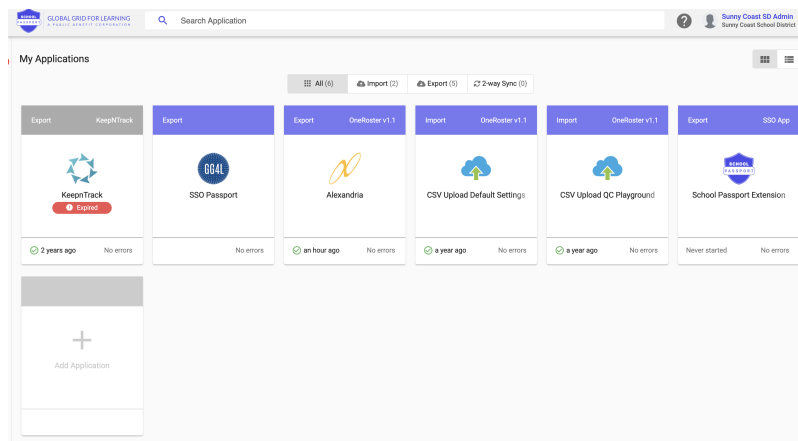 SCHOOL
PASSPORT
GLOBAL GRID FOR LEARNING
A PUBLIC BENEFIT CORPORATION
Search Application
?
Sunny Coast SD Admin
Sunny Coast School District
My Applications
All (6)
Import (2)
Export (5)
2-way Sync (0)
Export KeepNTrack
KeepnTrack
Expired
2 years ago No errors
Export
GG4L
SSO Passport
No errors
Export OneRoster v1.1
Alexandria
an hour ago No errors
Import OneRoster v1.1
CSV Upload Default Settings
a year ago No errors
Import OneRoster v1.1
CSV Upload QC Playground
a year ago No errors
Export SSO App
SCHOOL
PASSPORT
School Passport Extension
Never started No errors
Add Application